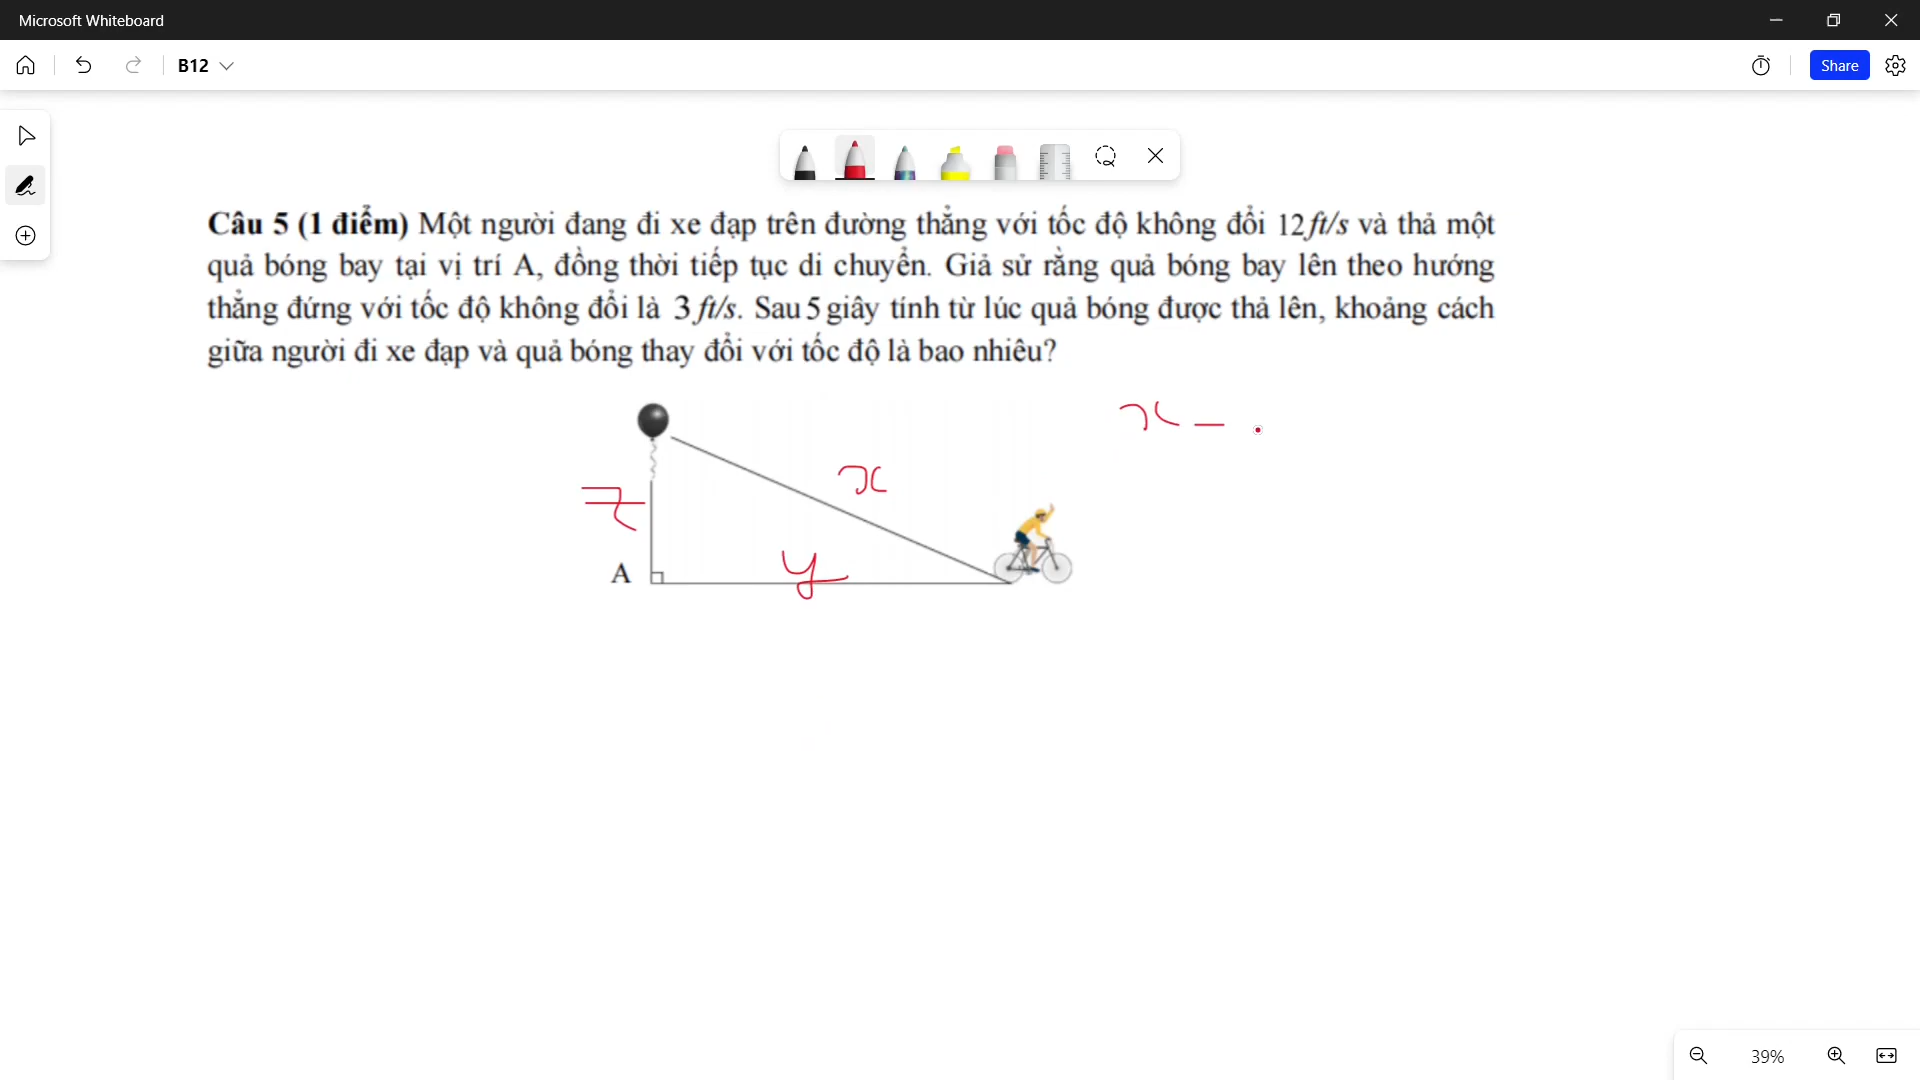 Microsoft Whiteboard
B12
Share
Câu 5 (1 điểm) Một người đang đi xe đạp trên đường thẳng với tốc độ không đổi 12 ft/s và thả một
quả bóng bay tại vị trí A, đồng thời tiếp tục di chuyển. Giả sử rằng quả bóng bay lên theo hướng
thẳng đứng với tốc độ không đổi là 3 ft/s. Sau 5 giây tính từ lúc quả bóng được thả lên, khoảng cách
giữa người đi xe đạp và quả bóng thay đổi với tốc độ là bao nhiêu?
x –
x
z
y
A
39%